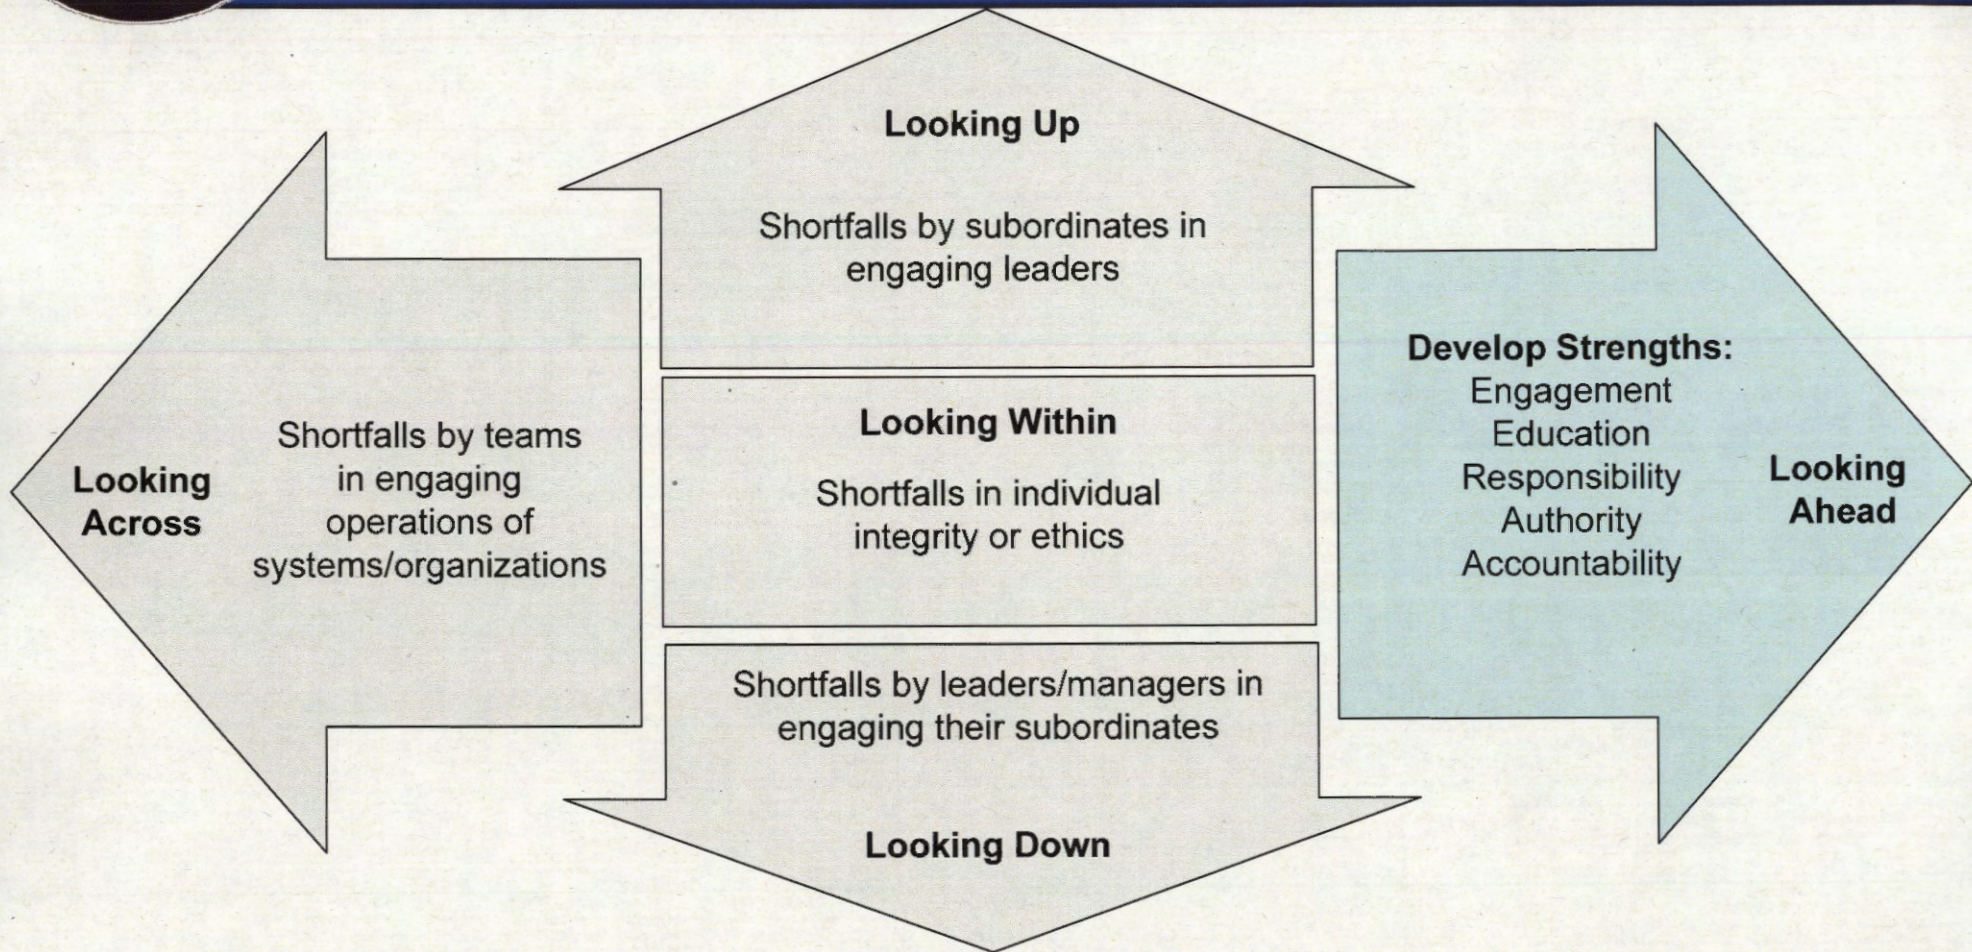 Looking Up
Shortfalls by subordinates in
engaging leaders
Looking
Across
Shortfalls by teams
in engaging
operations of
systems/organizations
Looking Within
Shortfalls in individual
integrity or ethics
Develop Strengths:
Engagement
Education
Responsibility
Authority
Accountability
Looking
Ahead
Shortfalls by leaders/managers in
engaging their subordinates
Looking Down